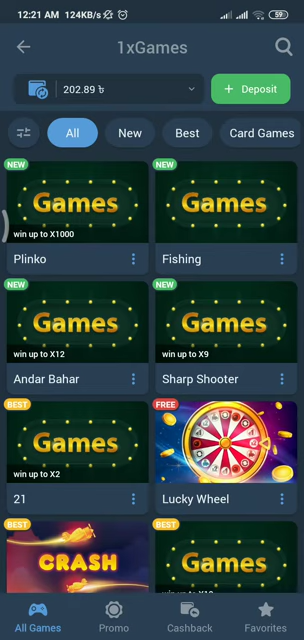 12:21 AM 124KB/s
59
1xGames
202.89 ৳
+ Deposit
All
New
Best
Card Games
NEW
Games
win up to X1000
Plinko
NEW
Games
Fishing
NEW
Games
win up to X12
Andar Bahar
NEW
Games
win up to X9
Sharp Shooter
BEST
Games
win up to X2
21
FREE
Lucky Wheel
BEST
CRASH
BEST
Games
All Games
Promo
Cashback
Favorites